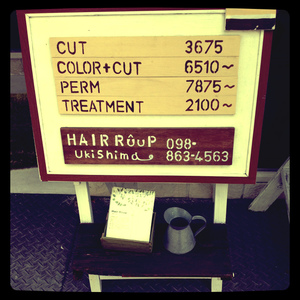 CUT 3675
COLOR+CUT 6510~
PERM 7875~
TREATMENT 2100~
HAIR RÔuP 098-
UKiShima 863-4563